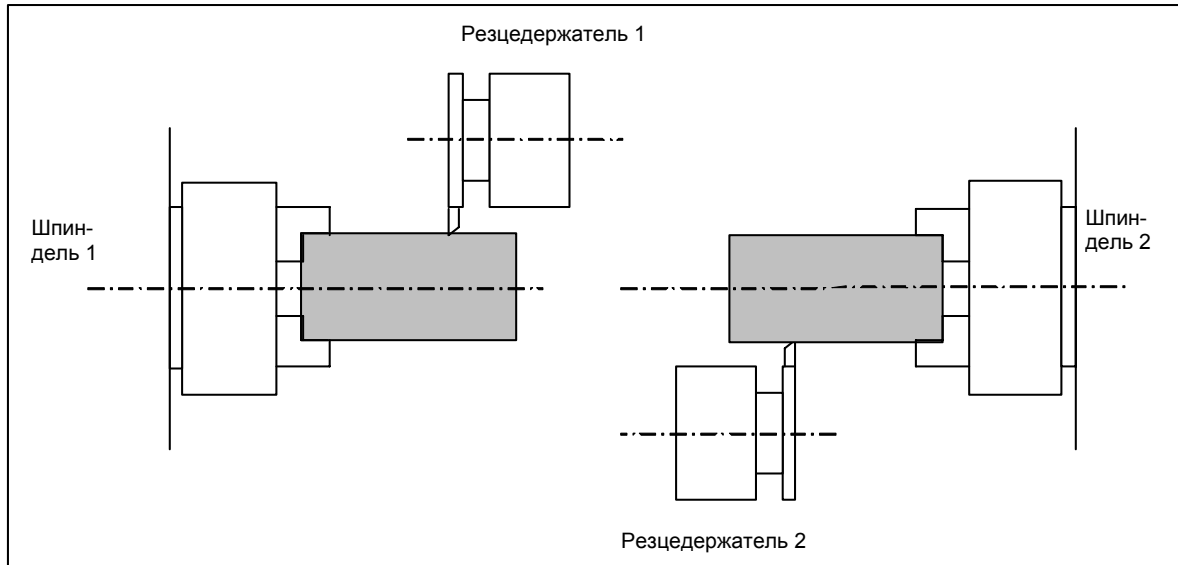 Резцедержатель 1
Шпин-
дель 1
Шпин-
дель 2
Резцедержатель 2